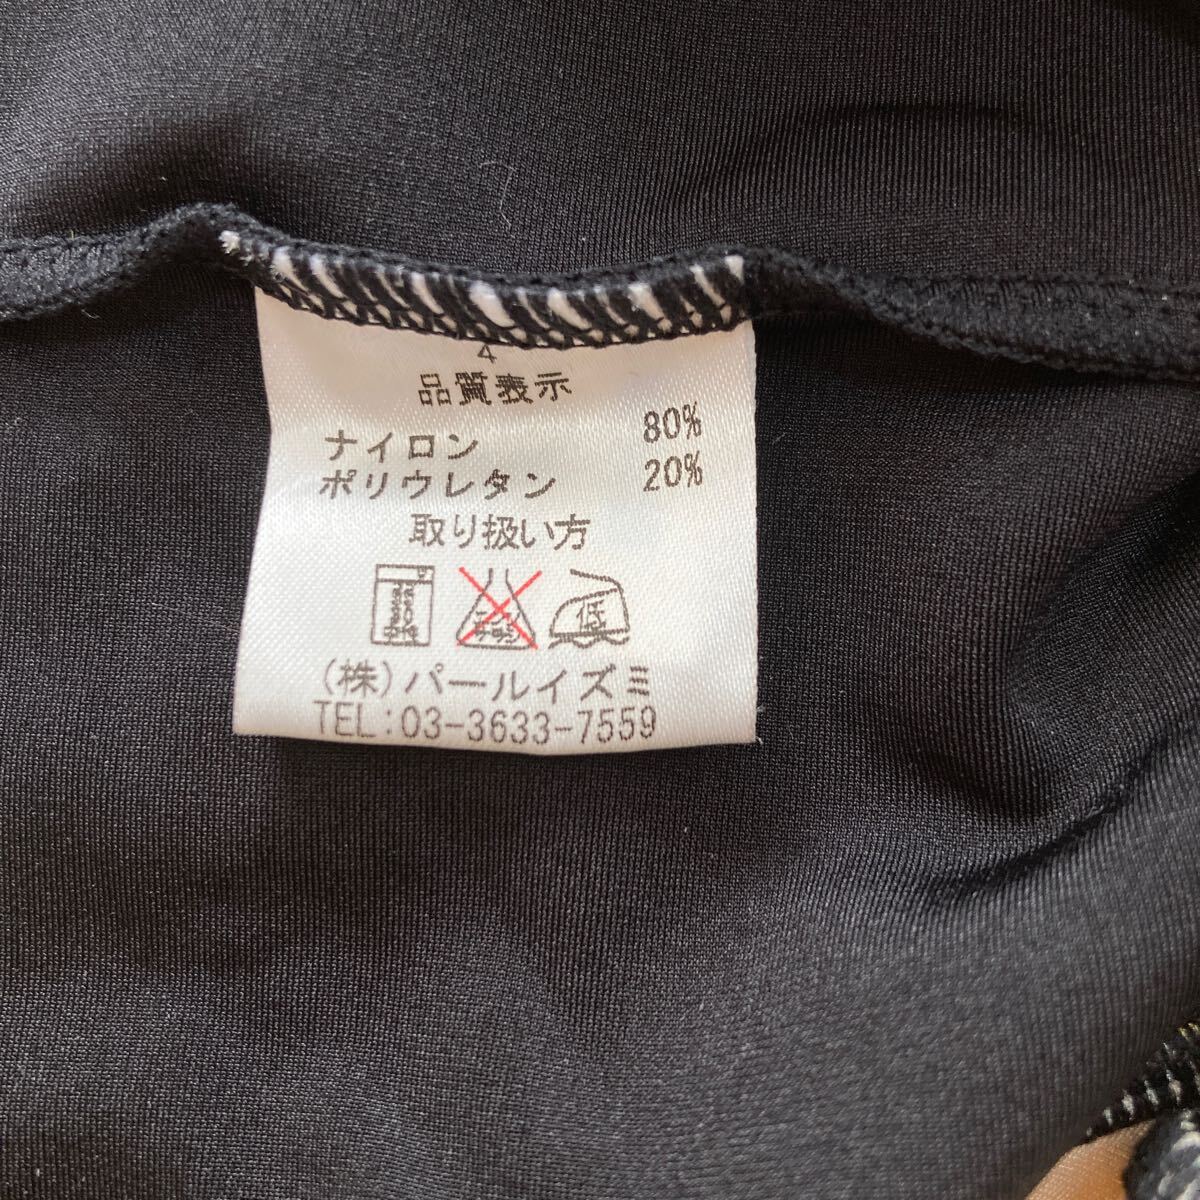 4
品質表示
ナイロン 80%
ポリウレタン 20%
取り扱い方
低
(株)パールイズミ
TEL:03-3633-7559